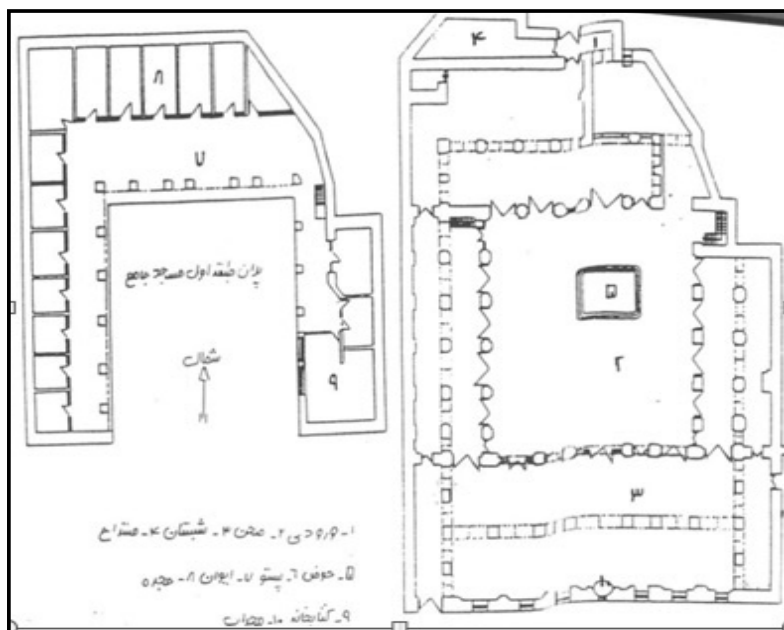 ۴
۱
۸
۷
پلان طبقه اول مسجد جامع
شمال
۹
۵
۲
۳
۱- ورودی ۲- صحن ۳- شبستان ۴- مستراح
۵- حوض ۶- پستو ۷- ایوان ۸- حجره
۹- کتابخانه ۱۰- محراب